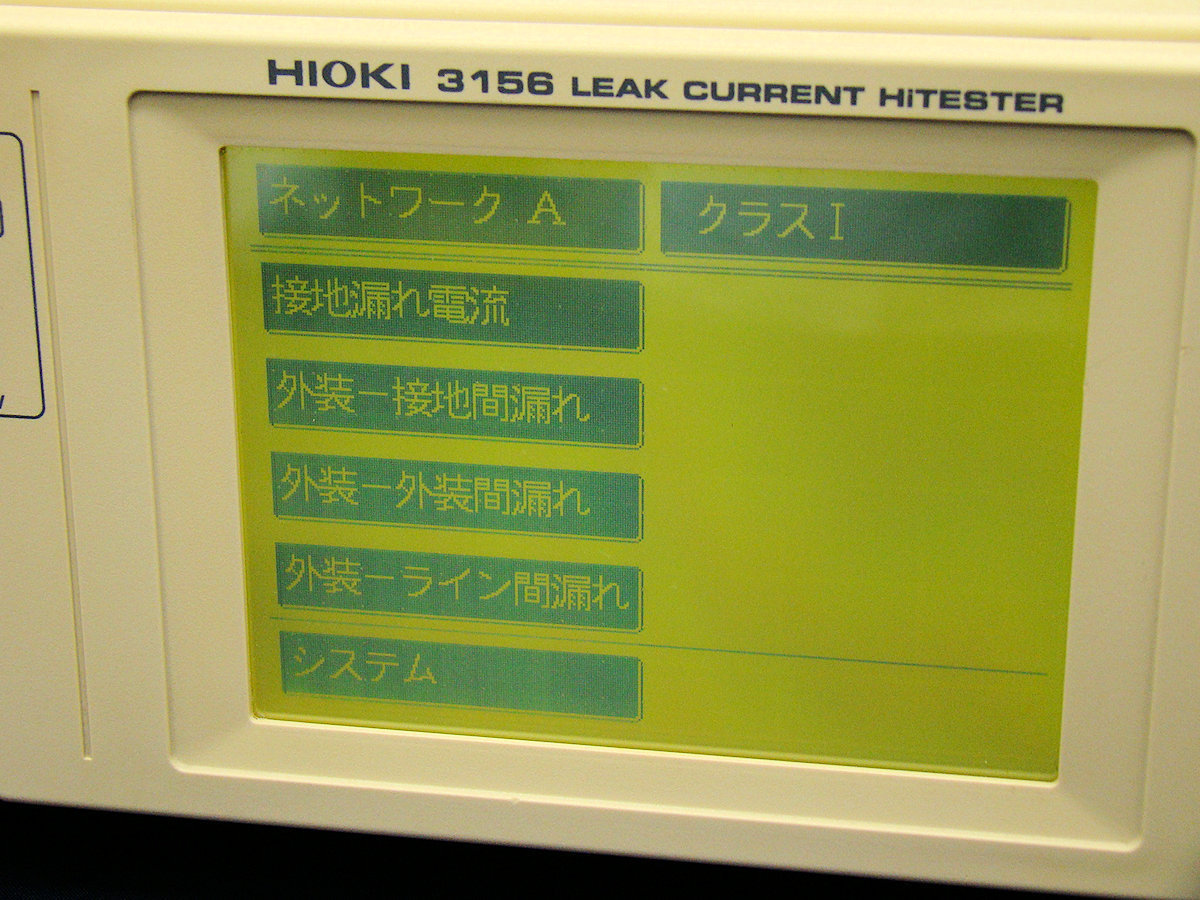 HIOKI 3156 LEAK CURRENT HiTESTER
ネットワーク A
クラスⅠ
接地漏れ電流
外装ー接地間漏れ
外装ー外装間漏れ
外装ーライン間漏れ
システム